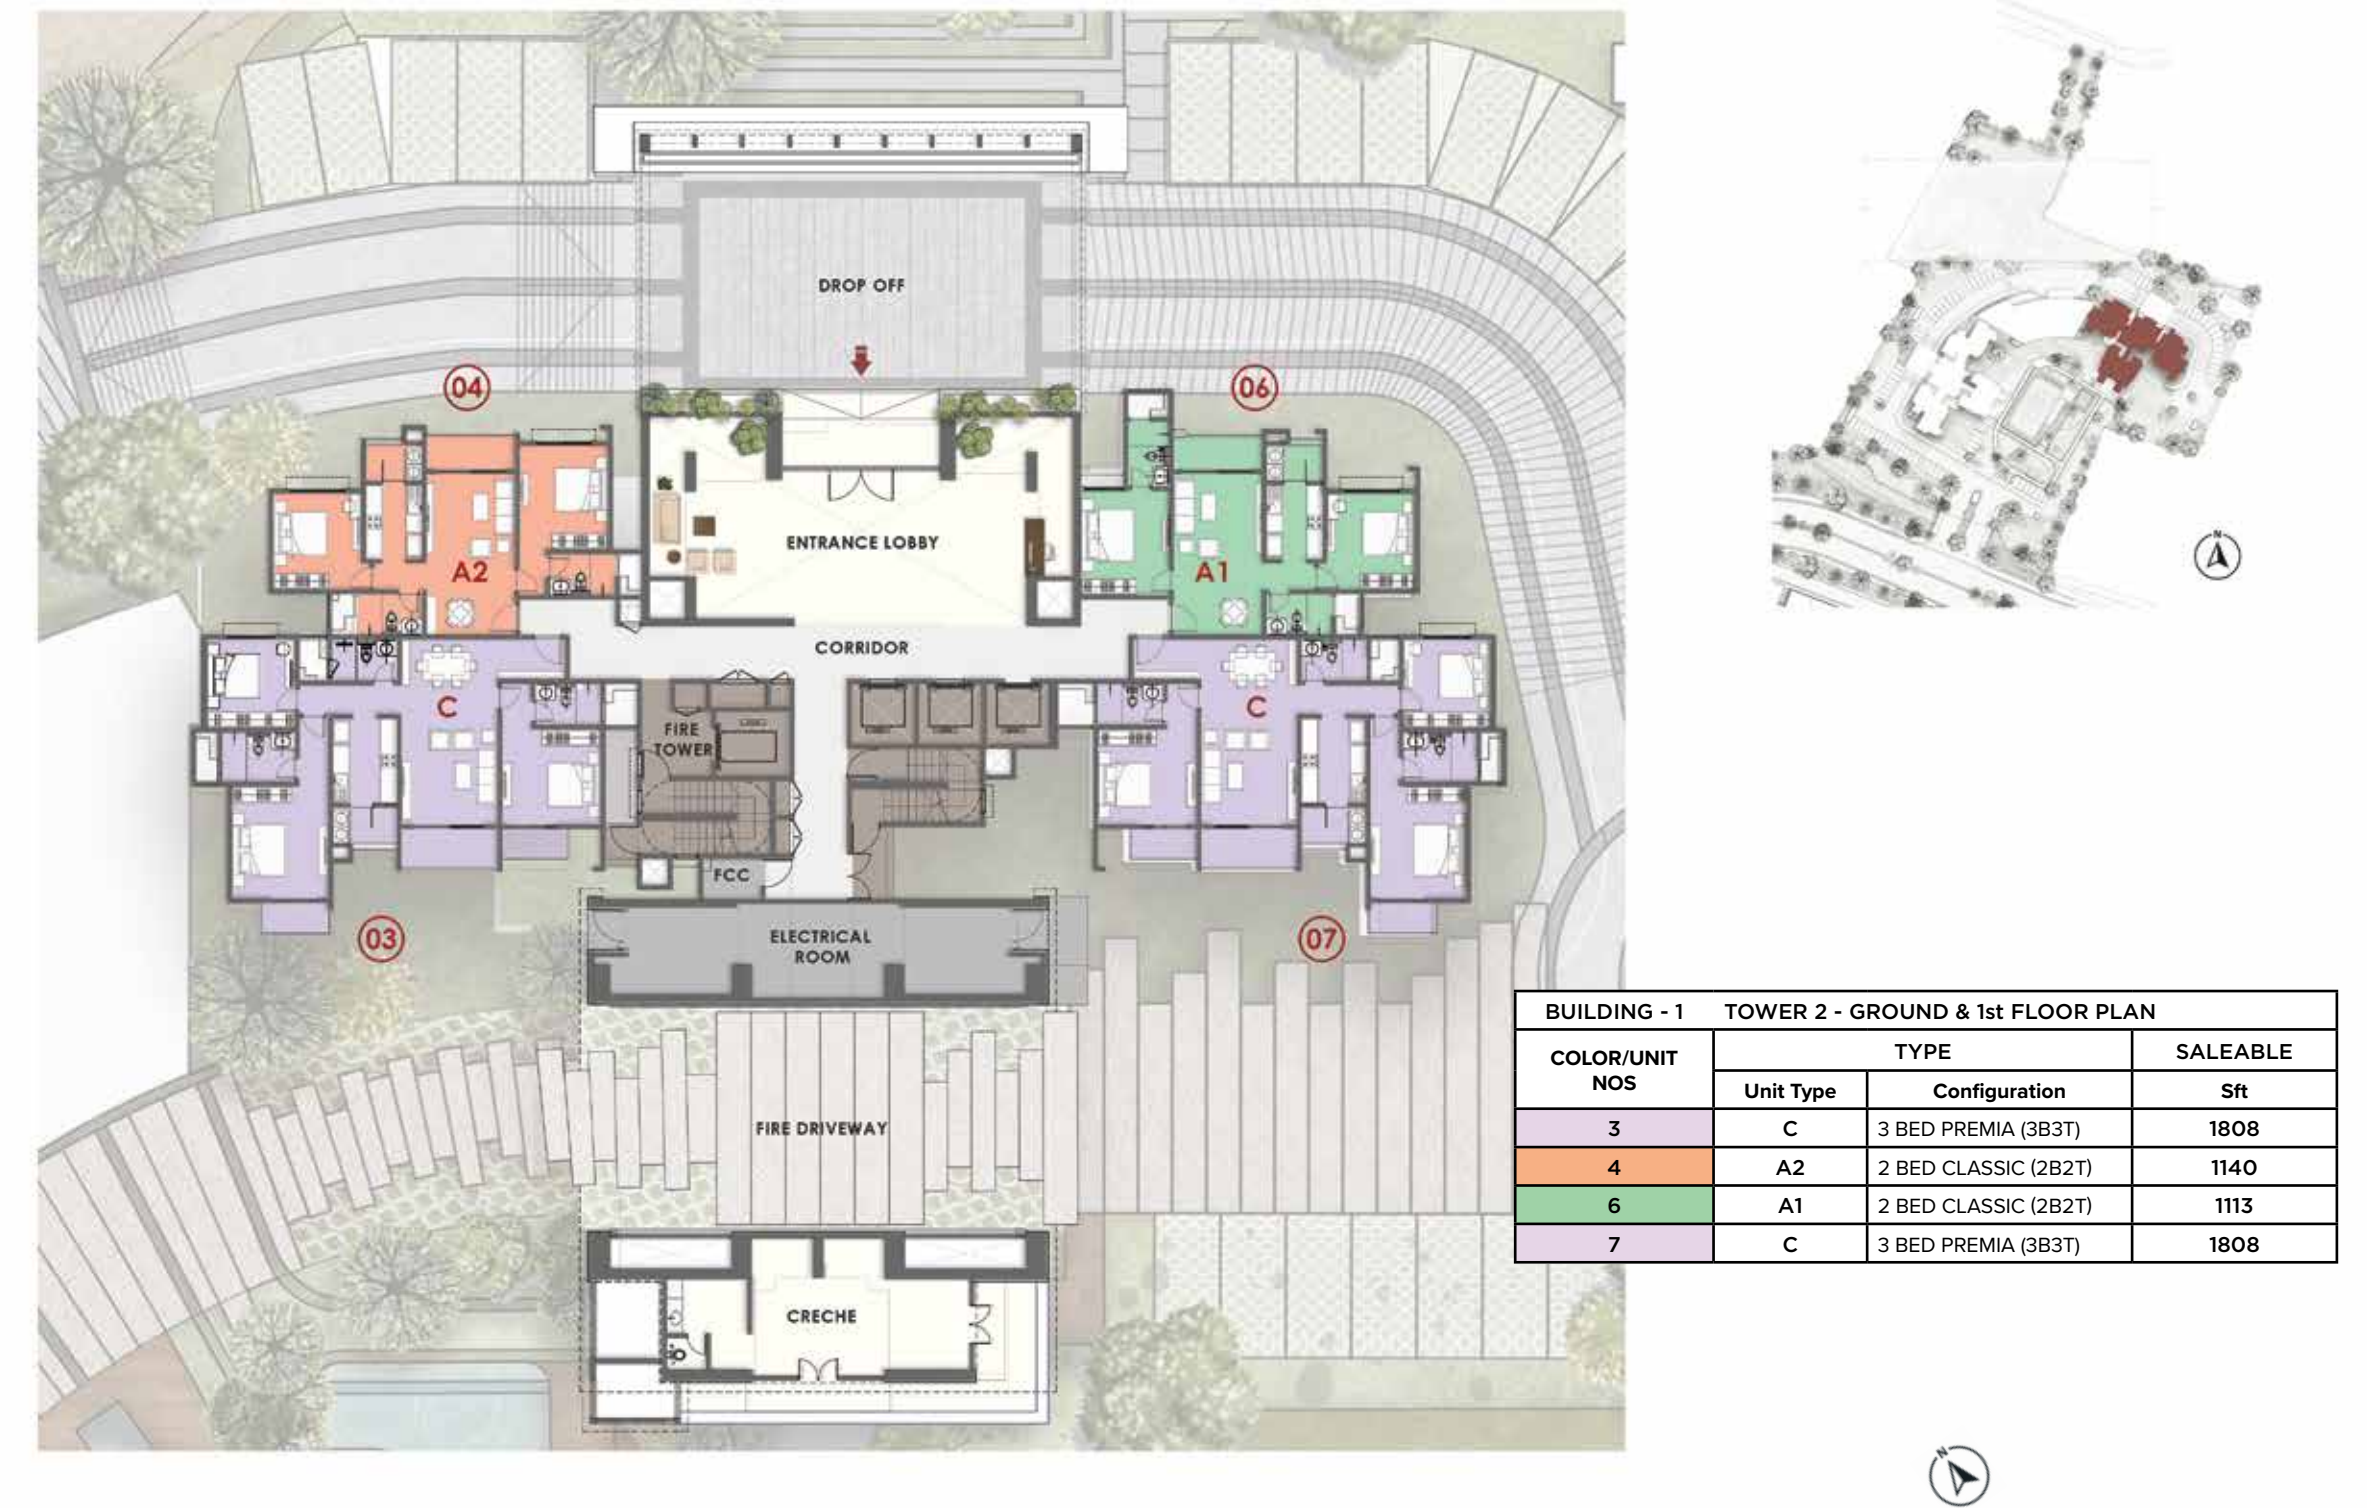 DROP OFF
04
06
ENTRANCE LOBBY
A2
A1
CORRIDOR
C
C
FIRE
TOWER
FCC
03
07
ELECTRICAL
ROOM
FIRE DRIVEWAY
CRECHE
N
BUILDING - 1 TOWER 2 - GROUND & 1st FLOOR PLAN
COLOR/UNIT NOS TYPE SALEABLE
Unit Type Configuration Sft
3 C 3 BED PREMIA (3B3T) 1808
4 A2 2 BED CLASSIC (2B2T) 1140
6 A1 2 BED CLASSIC (2B2T) 1113
7 C 3 BED PREMIA (3B3T) 1808
N